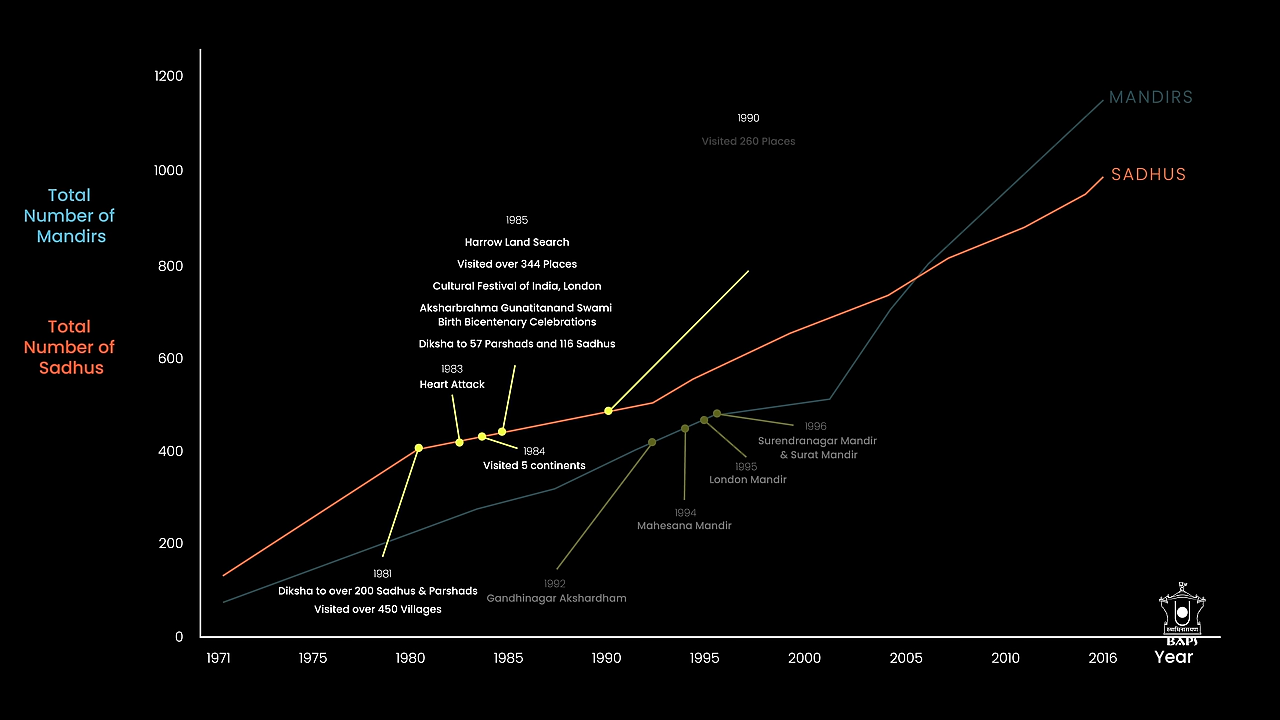 1200
1000
800
600
400
200
0
Total
Number of
Mandirs
Total
Number of
Sadhus
MANDIRS
SADHUS
1990
Visited 260 Places
1985
Harrow Land Search
Visited over 344 Places
Cultural Festival of India, London
Aksharbrahma Gunatitanand Swami
Birth Bicentenary Celebrations
Diksha to 57 Parshads and 116 Sadhus
1983
Heart Attack
1984
Visited 5 continents
1996
Surendranagar Mandir
& Surat Mandir
1995
London Mandir
1994
Mahesana Mandir
1992
Gandhinagar Akshardham
1981
Diksha to over 200 Sadhus & Parshads
Visited over 450 Villages
BAPS
1971 1975 1980 1985 1990 1995 2000 2005 2010 2016 Year